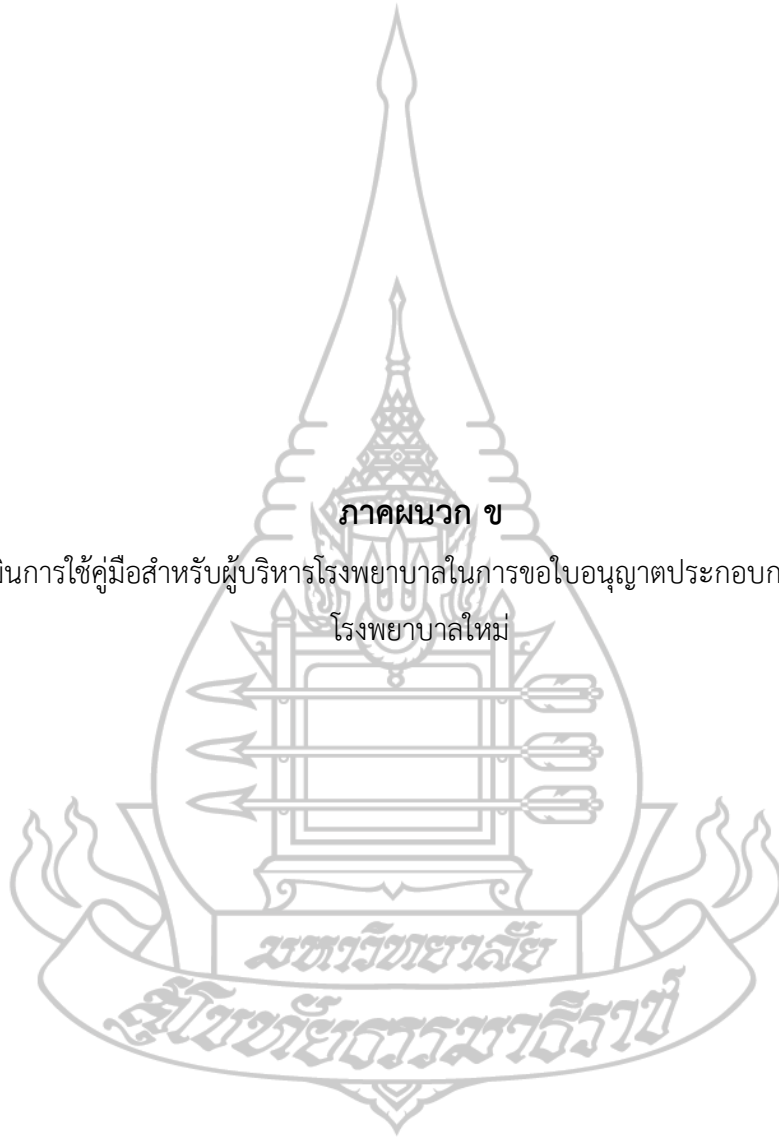 ภาคผนวก ข
มินการใช้คู่มือสำหรับผู้บริหารโรงพยาบาลในการขอใบอนุญาตประกอบก
โรงพยาบาลใหม่
มหาวิทยาลัย
สุโขทัยธรรมาธิราช